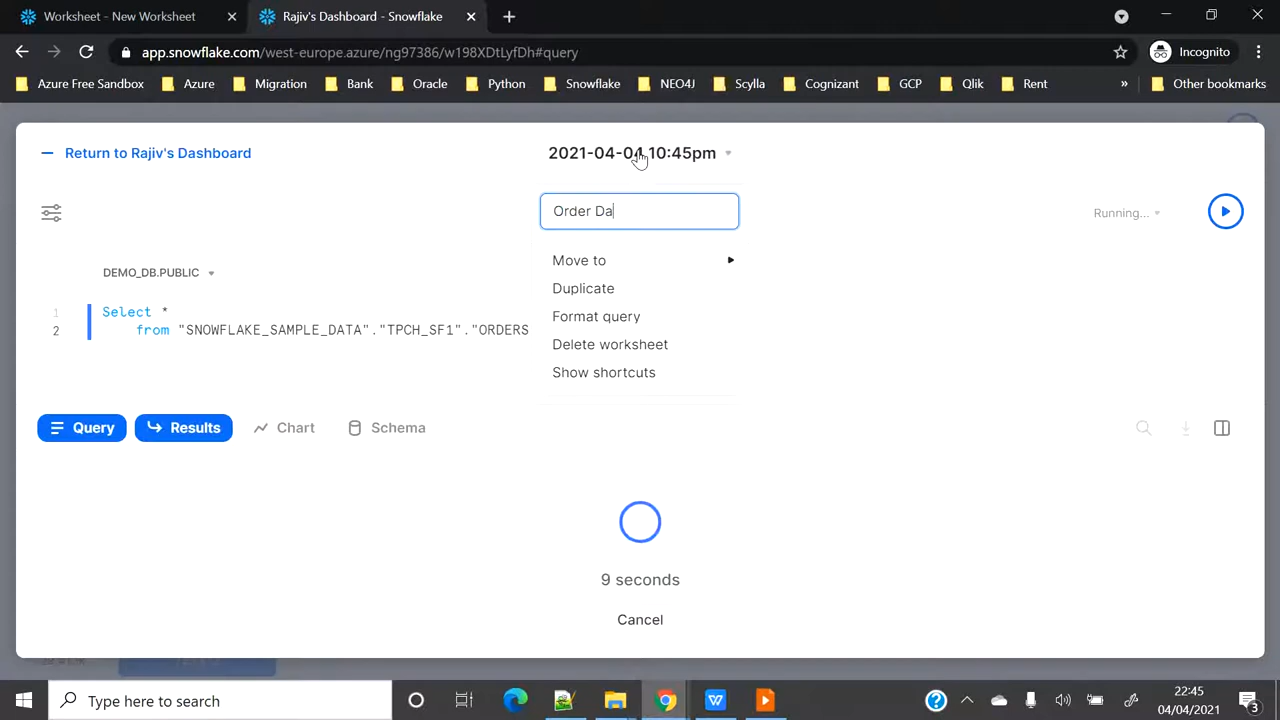 Worksheet - New Worksheet
Rajiv's Dashboard - Snowflake
app.snowflake.com/west-europe.azure/ng97386/w198XDtLyfDh#query
Incognito
Azure Free Sandbox
Azure
Migration
Bank
Oracle
Python
Snowflake
NEO4J
Scylla
Cognizant
GCP
Qlik
Rent
»
Other bookmarks
Return to Rajiv's Dashboard
2021-04-04 10:45pm
Order Da
Running...
Move to
DEMO_DB.PUBLIC
Duplicate
1 Select *
Format query
2 from "SNOWFLAKE_SAMPLE_DATA"."TPCH_SF1"."ORDERS
Delete worksheet
Show shortcuts
Query
Results
Chart
Schema
9 seconds
Cancel
Type here to search
22:45
04/04/2021
3